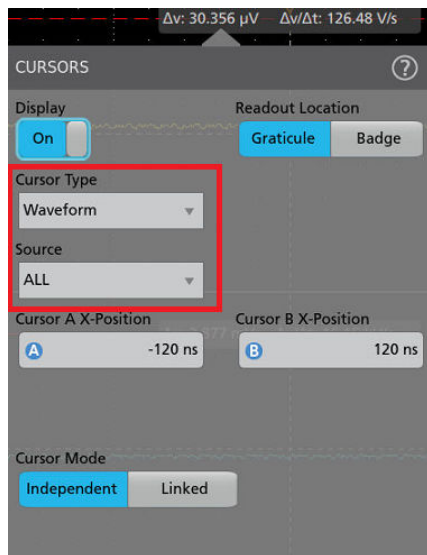 Δv: 30.356 µV Δv/Δt: 126.48 V/s
CURSORS ?
Display Readout Location
On Graticule Badge
Cursor Type
Waveform
Source
ALL
Cursor A X-Position Cursor B X-Position
A -120 ns B 120 ns
Cursor Mode
Independent Linked